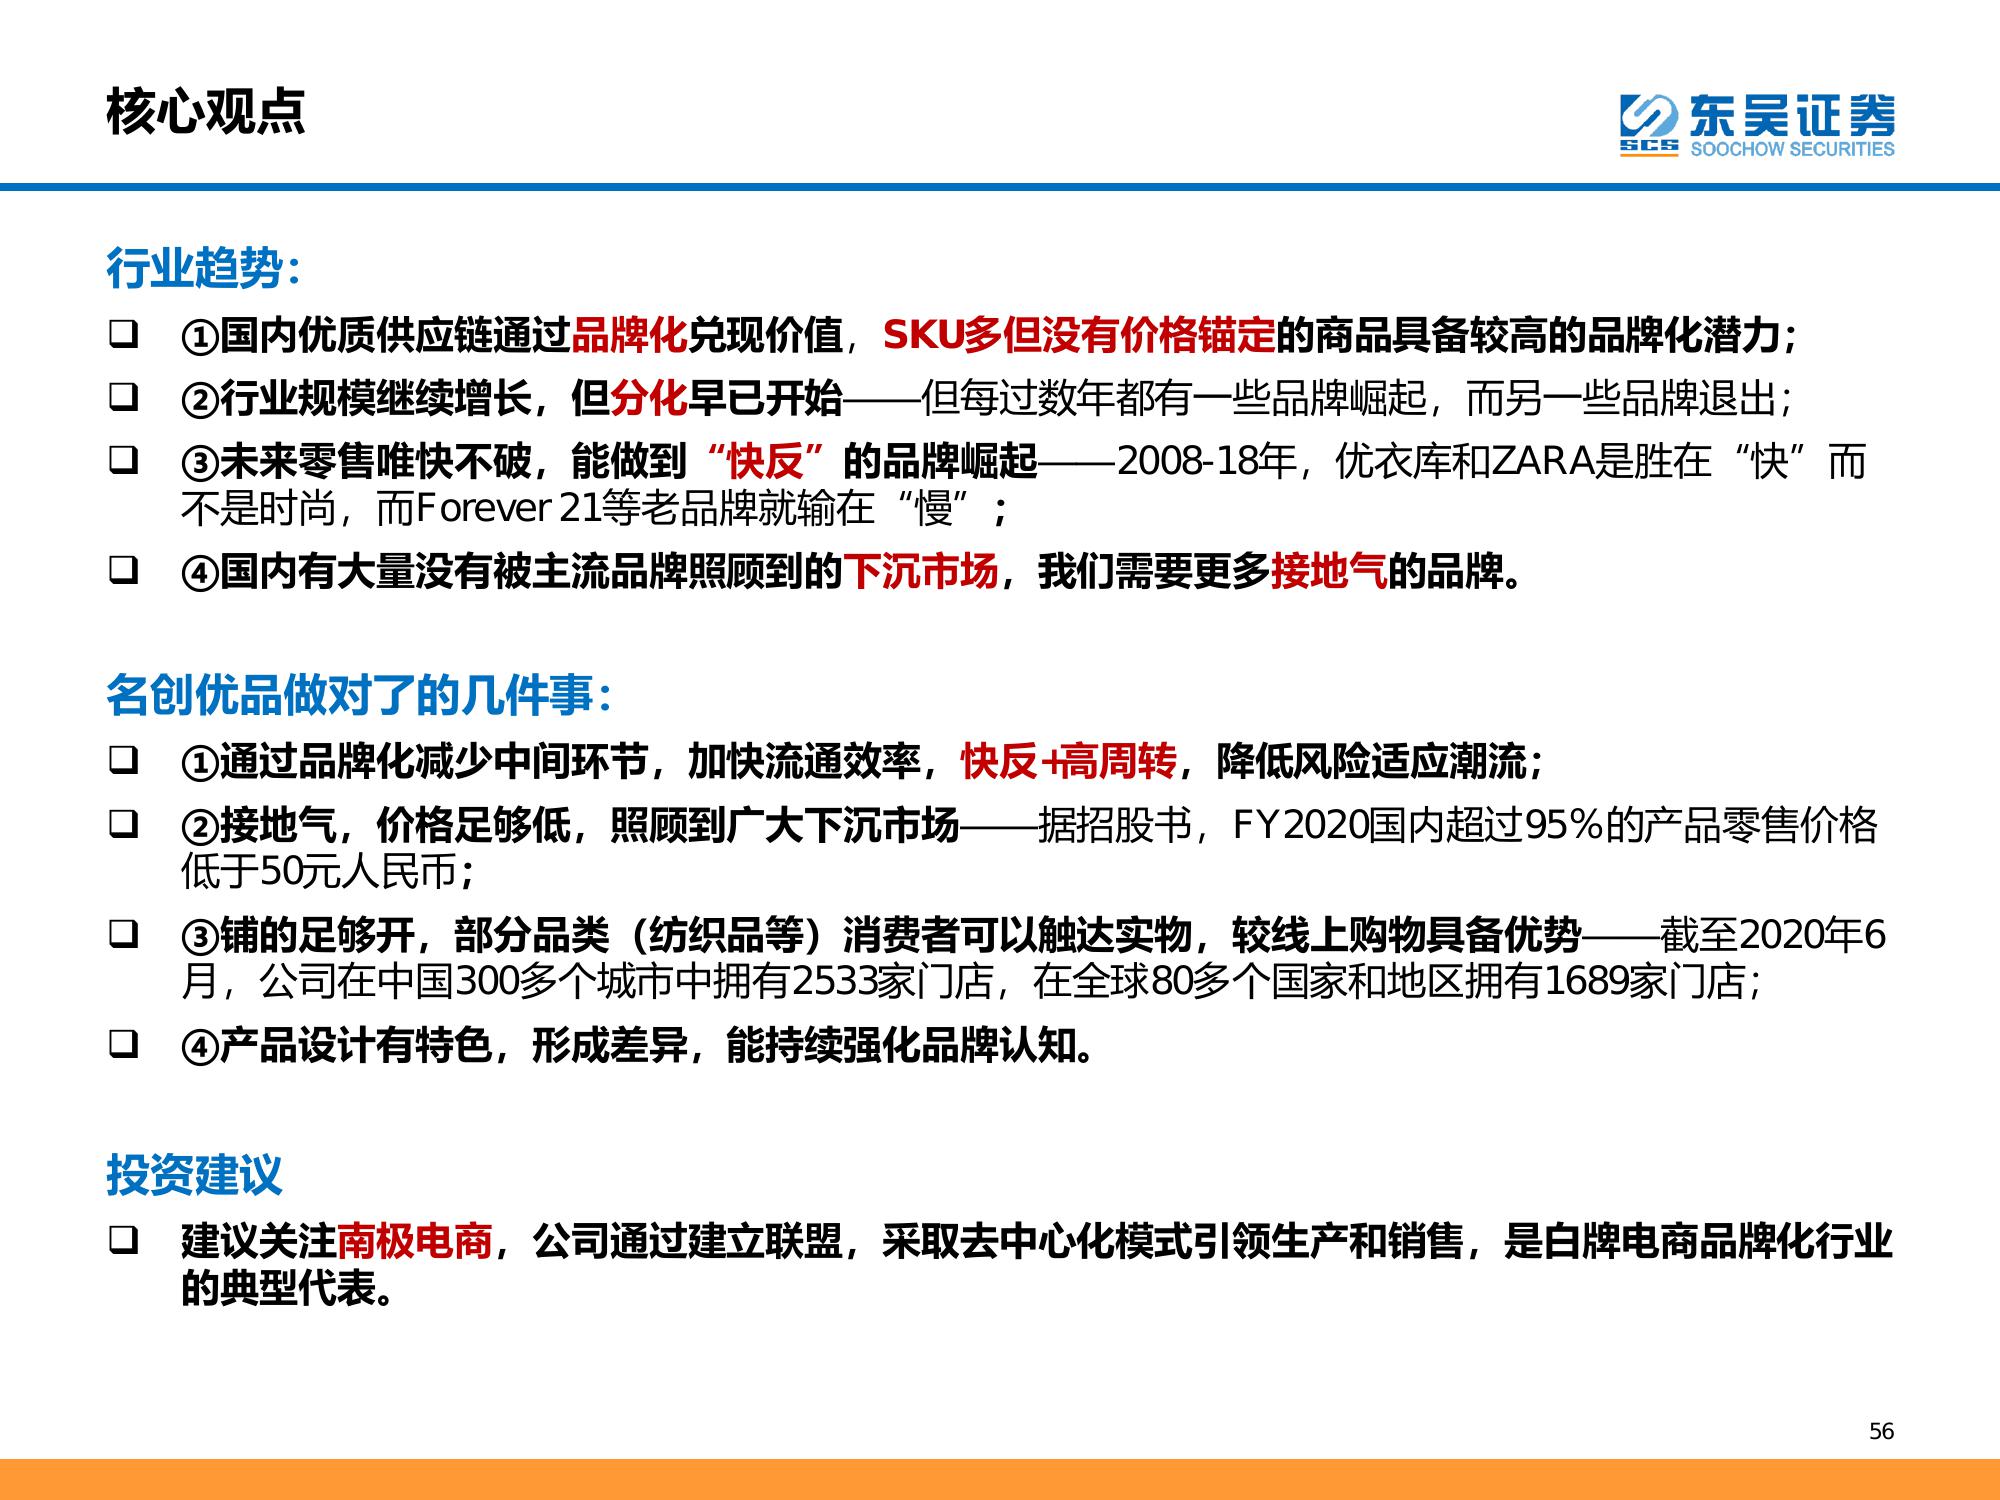 核心观点
东吴证券
SCS
SOOCHOW SECURITIES
行业趋势：
❑ ①国内优质供应链通过品牌化兑现价值，SKU多但没有价格锚定的商品具备较高的品牌化潜力；
❑ ②行业规模继续增长，但分化早已开始——但每过数年都有一些品牌崛起，而另一些品牌退出；
❑ ③未来零售唯快不破，能做到“快反”的品牌崛起——2008-18年，优衣库和ZARA是胜在“快”而
不是时尚，而Forever 21等老品牌就输在“慢”；
❑ ④国内有大量没有被主流品牌照顾到的下沉市场，我们需要更多接地气的品牌。
名创优品做对了的几件事：
❑ ①通过品牌化减少中间环节，加快流通效率，快反+高周转，降低风险适应潮流；
❑ ②接地气，价格足够低，照顾到广大下沉市场——据招股书，FY2020国内超过95%的产品零售价格
低于50元人民币；
❑ ③铺的足够开，部分品类（纺织品等）消费者可以触达实物，较线上购物具备优势——截至2020年6
月，公司在中国300多个城市中拥有2533家门店，在全球80多个国家和地区拥有1689家门店；
❑ ④产品设计有特色，形成差异，能持续强化品牌认知。
投资建议
❑ 建议关注南极电商，公司通过建立联盟，采取去中心化模式引领生产和销售，是白牌电商品牌化行业
的典型代表。
56